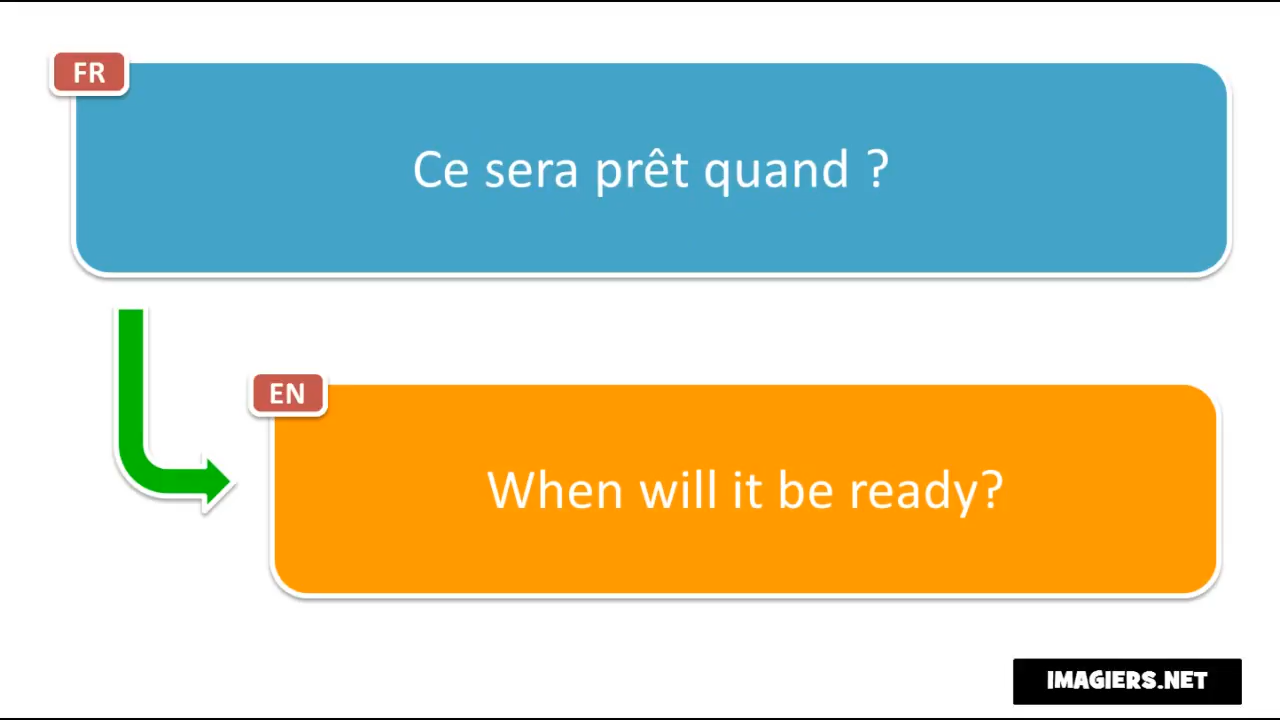 FR
Ce sera prêt quand ?
EN
When will it be ready?
IMAGIERS.NET